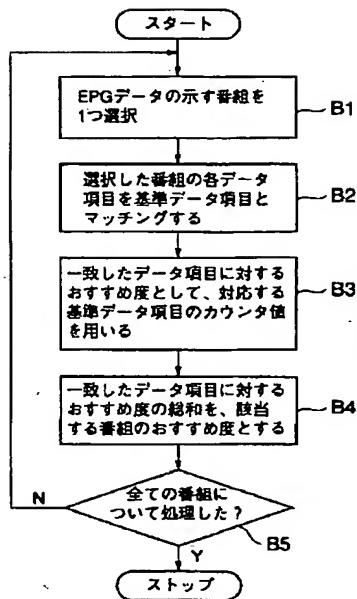 スタート
EPGデータの示す番組を
1つ選択
B1
選択した番組の各データ
項目を基準データ項目と
マッチングする
B2
一致したデータ項目に対する
おすすめ度として、対応する
基準データ項目のカウンタ値
を用いる
B3
一致したデータ項目に対する
おすすめ度の総和を、該当
する番組のおすすめ度とする
B4
N
全ての番組に
ついて処理した?
B5
Y
ストップ